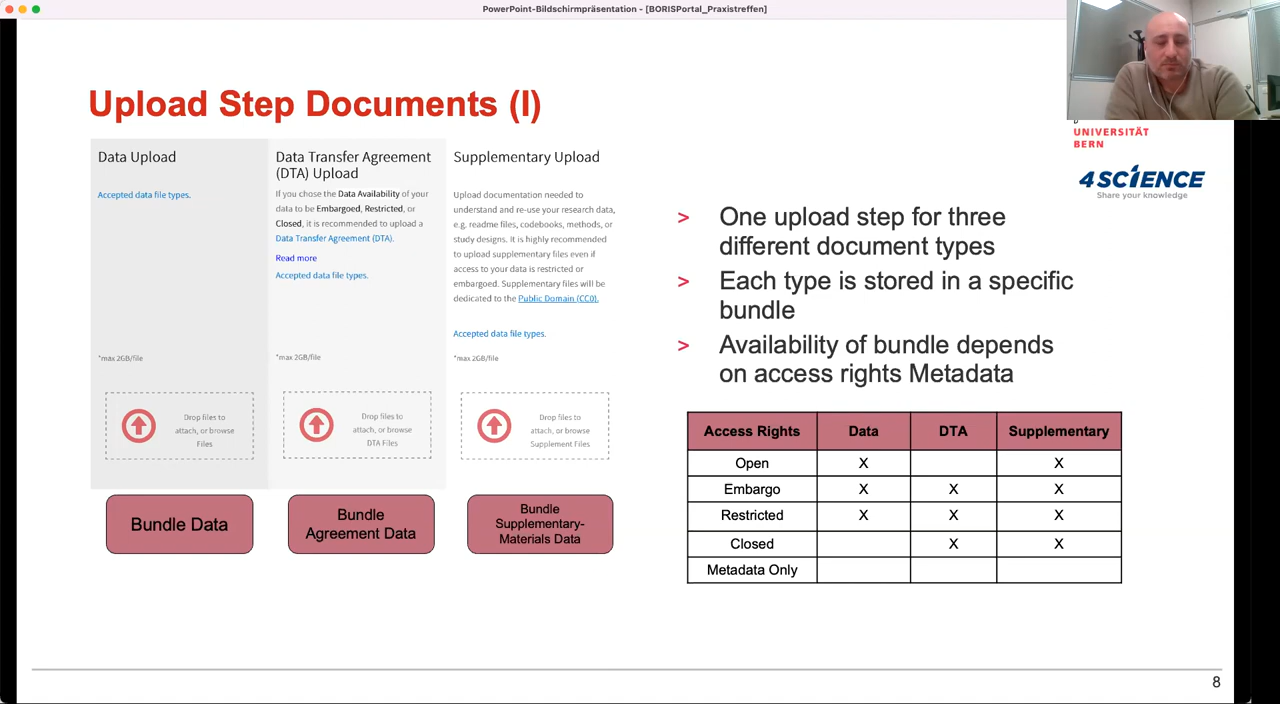 PowerPoint-Bildschirmpräsentation - [BORISPortal_Praxistreffen]
Upload Step Documents (I)
UNIVERSITÄT
BERN
4SCIENCE
Share your knowledge
Data Upload
Accepted data file types.
*max 2GB/file
Drop files to
attach, or browse
Files
Bundle Data
Data Transfer Agreement
(DTA) Upload
If you chose the Data Availability of your
data to be Embargoed, Restricted, or
Closed, it is recommended to upload a
Data Transfer Agreement (DTA).
Read more
Accepted data file types.
*max 2GB/file
Drop files to
attach, or browse
DTA Files
Bundle
Agreement Data
Supplementary Upload
Upload documentation needed to
understand and re-use your research data,
e.g. readme files, codebooks, methods, or
study designs. It is highly recommended
to upload supplementary files even if
access to your data is restricted or
embargoed. Supplementary files will be
dedicated to the Public Domain (CC0).
Accepted data file types.
*max 2GB/file
Drop files to
attach, or browse
Supplement Files
Bundle
Supplementary-
Materials Data
> One upload step for three
different document types
> Each type is stored in a specific
bundle
> Availability of bundle depends
on access rights Metadata
Access Rights Data DTA Supplementary
Open X X
Embargo X X X
Restricted X X X
Closed X X
Metadata Only
8